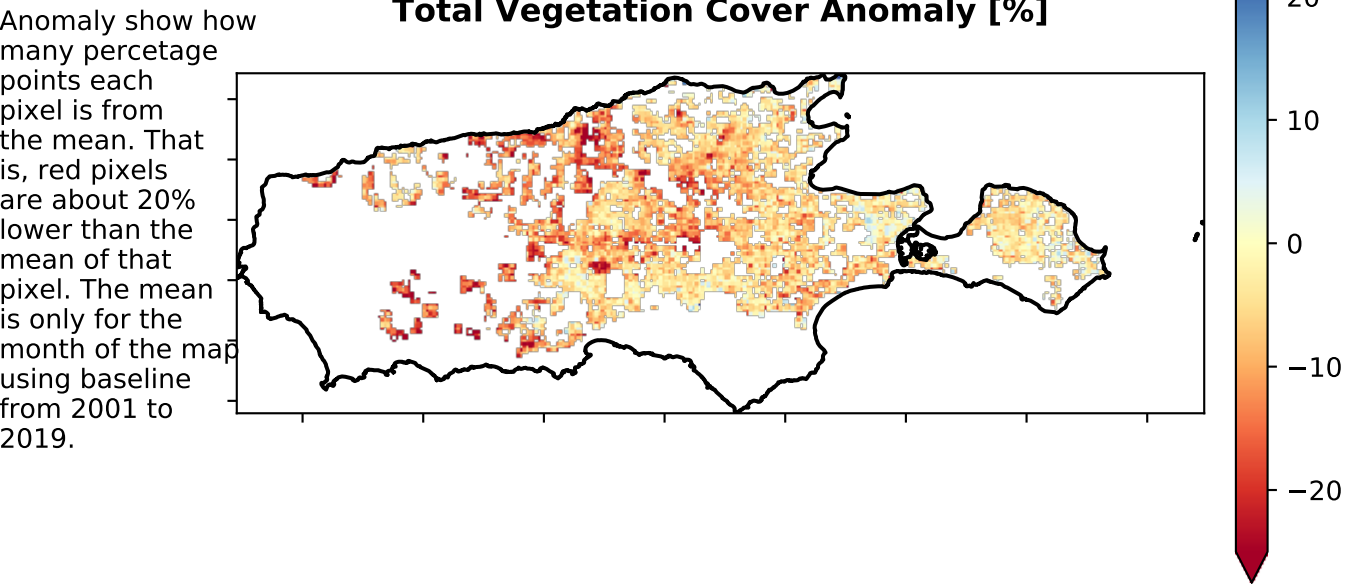 Total Vegetation Cover Anomaly [%]
Anomaly show how
many percetage
points each
pixel is from
the mean. That
is, red pixels
are about 20%
lower than the
mean of that
pixel. The mean
is only for the
month of the map
using baseline
from 2001 to
2019.
20
10
0
−10
−20